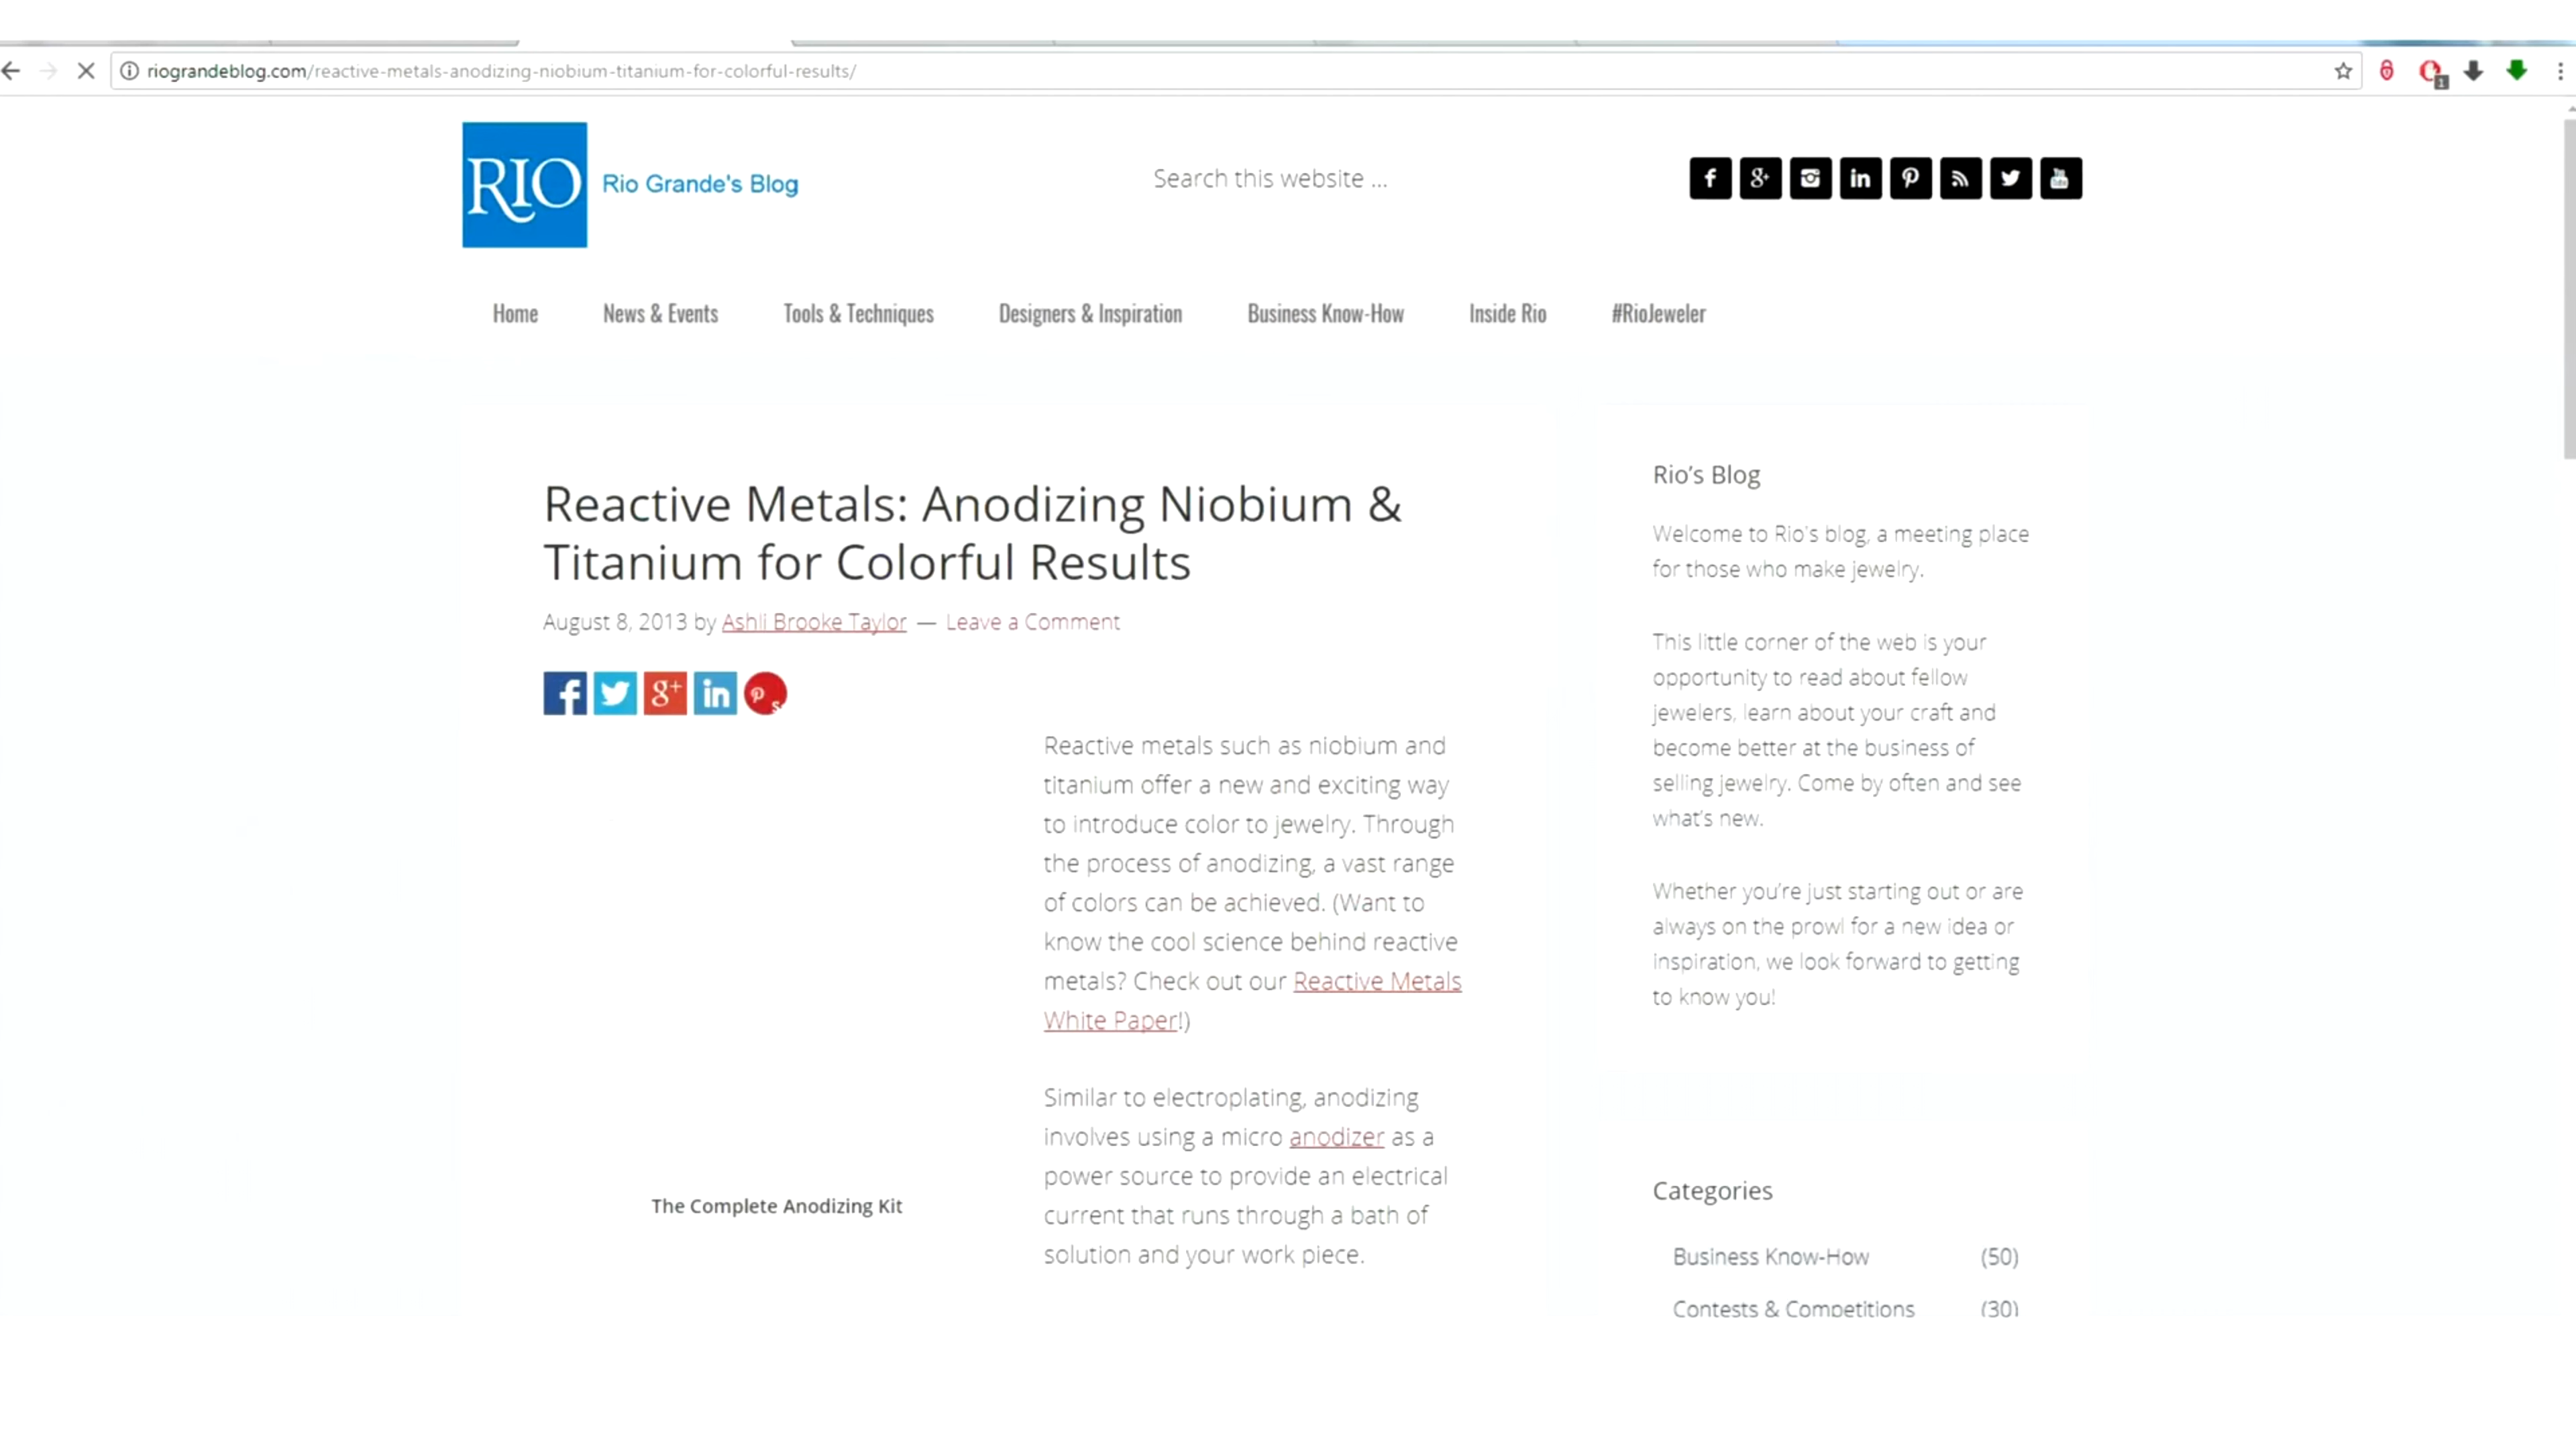 riograndeblog.com/reactive-metals-anodizing-niobium-titanium-for-colorful-results/
1
RIO
Rio Grande's Blog
Search this website ...
Home
News & Events
Tools & Techniques
Designers & Inspiration
Business Know-How
Inside Rio
#RioJeweler
Reactive Metals: Anodizing Niobium &
Titanium for Colorful Results
August 8, 2013 by Ashli Brooke Taylor — Leave a Comment
Reactive metals such as niobium and
titanium offer a new and exciting way
to introduce color to jewelry. Through
the process of anodizing, a vast range
of colors can be achieved. (Want to
know the cool science behind reactive
metals? Check out our Reactive Metals
White Paper!)
Similar to electroplating, anodizing
involves using a micro anodizer as a
power source to provide an electrical
current that runs through a bath of
solution and your work piece.
The Complete Anodizing Kit
Rio's Blog
Welcome to Rio's blog, a meeting place
for those who make jewelry.
This little corner of the web is your
opportunity to read about fellow
jewelers, learn about your craft and
become better at the business of
selling jewelry. Come by often and see
what's new.
Whether you're just starting out or are
always on the prowl for a new idea or
inspiration, we look forward to getting
to know you!
Categories
Business Know-How (50)
Contests & Competitions (30)